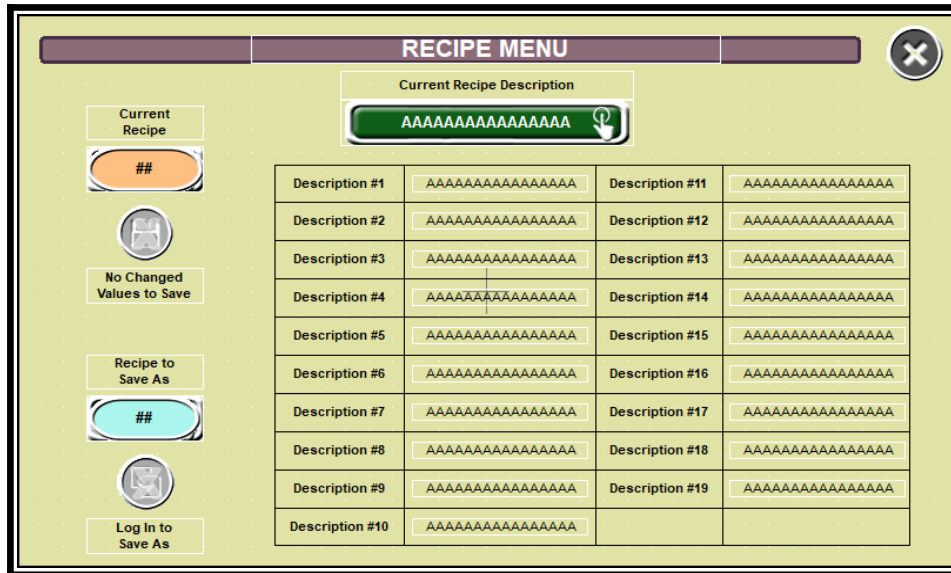 RECIPE MENU
Current Recipe Description
AAAAAAAAAAAAAAAA
Current
Recipe
##
No Changed
Values to Save
Recipe to
Save As
##
Log In to
Save As
Description #1 AAAAAAAAAAAAAAAA Description #11 AAAAAAAAAAAAAAAA
Description #2 AAAAAAAAAAAAAAAA Description #12 AAAAAAAAAAAAAAAA
Description #3 AAAAAAAAAAAAAAAA Description #13 AAAAAAAAAAAAAAAA
Description #4 AAAAAAAAAAAAAAAA Description #14 AAAAAAAAAAAAAAAA
Description #5 AAAAAAAAAAAAAAAA Description #15 AAAAAAAAAAAAAAAA
Description #6 AAAAAAAAAAAAAAAA Description #16 AAAAAAAAAAAAAAAA
Description #7 AAAAAAAAAAAAAAAA Description #17 AAAAAAAAAAAAAAAA
Description #8 AAAAAAAAAAAAAAAA Description #18 AAAAAAAAAAAAAAAA
Description #9 AAAAAAAAAAAAAAAA Description #19 AAAAAAAAAAAAAAAA
Description #10 AAAAAAAAAAAAAAAA